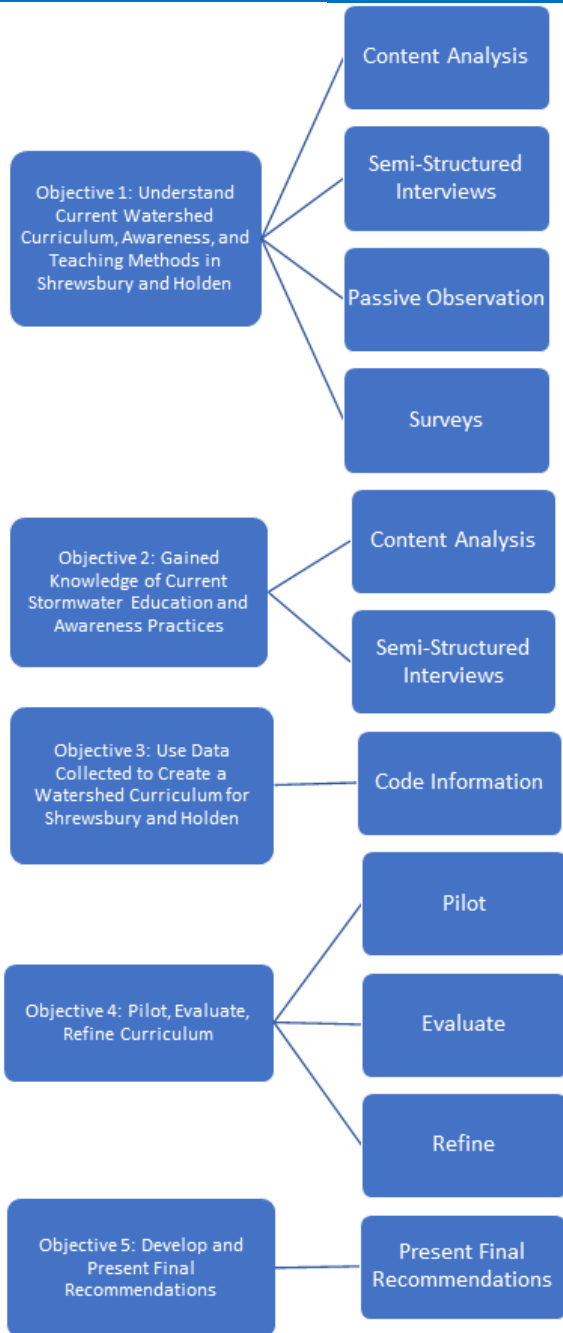 Objective 1: Understand
Current Watershed
Curriculum, Awareness, and
Teaching Methods in
Shrewsbury and Holden
Content Analysis
Semi-Structured
Interviews
Passive Observation
Surveys
Objective 2: Gained
Knowledge of Current
Stormwater Education and
Awareness Practices
Content Analysis
Semi-Structured
Interviews
Objective 3: Use Data
Collected to Create a
Watershed Curriculum for
Shrewsbury and Holden
Code Information
Objective 4: Pilot, Evaluate,
Refine Curriculum
Pilot
Evaluate
Refine
Objective 5: Develop and
Present Final
Recommendations
Present Final
Recommendations